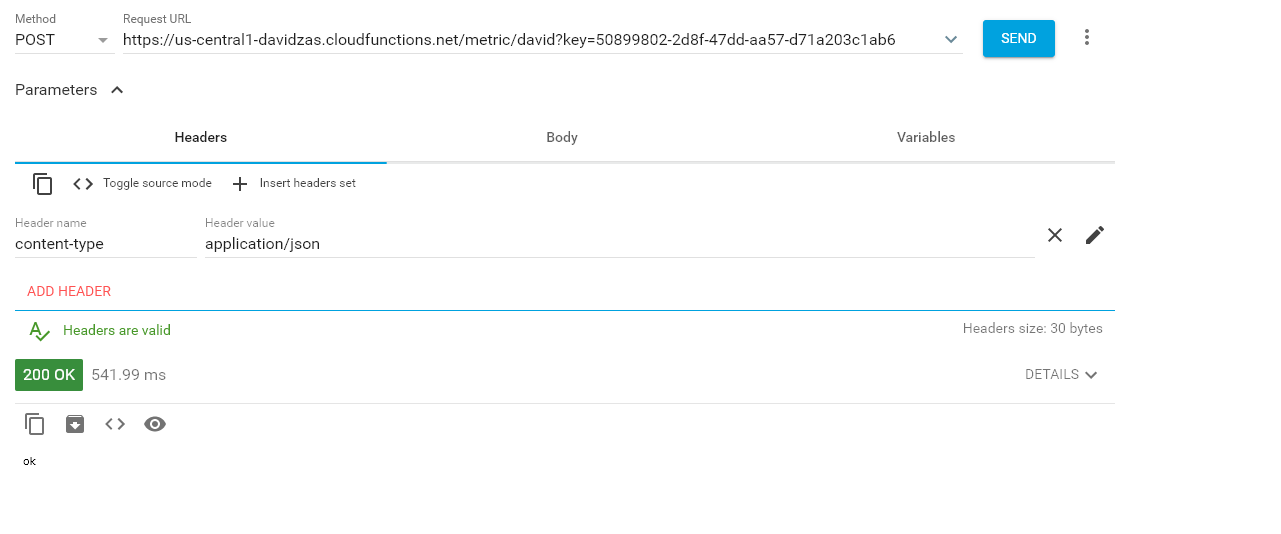 Method Request URL
POST https://us-central1-davidzas.cloudfunctions.net/metric/david?key=50899802-2d8f-47dd-aa57-d71a203c1ab6 SEND
Parameters
Headers Body Variables
Toggle source mode Insert headers set
Header name Header value
content-type application/json
ADD HEADER
Headers are valid Headers size: 30 bytes
200 OK 541.99 ms DETAILS
ok